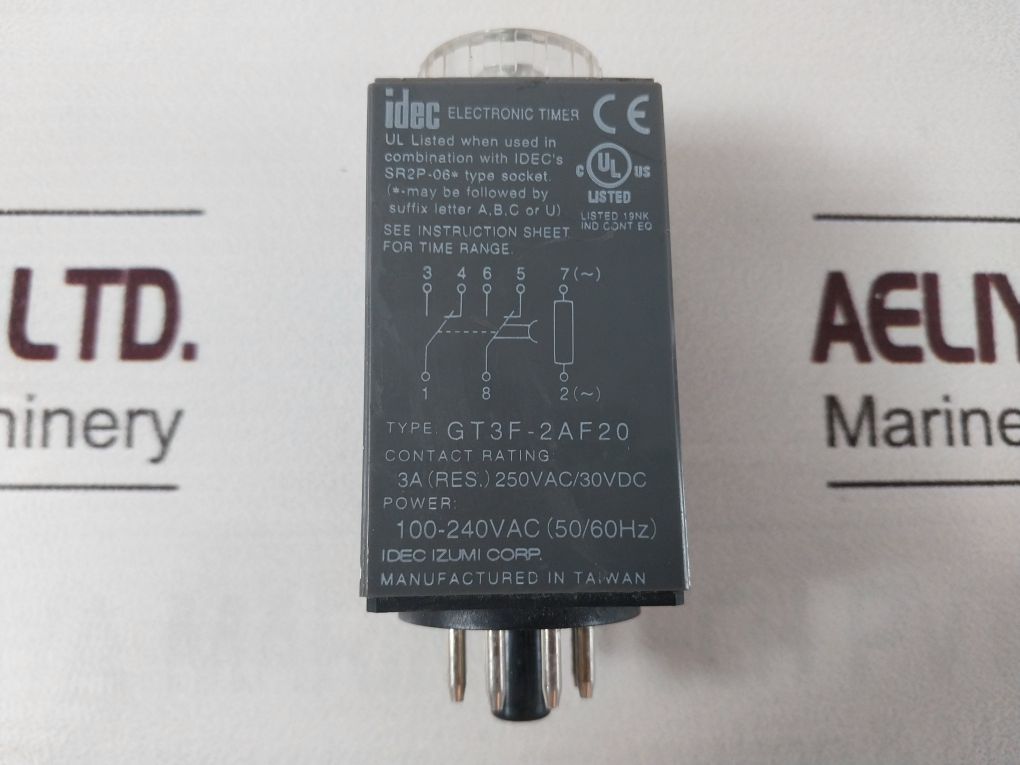 idec ELECTRONIC TIMER CE
UL Listed when used in
combination with IDEC's
SR2P-06* type socket.
(*-may be followed by
suffix letter A,B,C or U)
C UL US
LISTED
LISTED 19NK
IND CONT EQ
SEE INSTRUCTION SHEET
FOR TIME RANGE.
3 4 6 5 7(~)
1 8 2(~)
TYPE: GT3F-2AF20
CONTACT RATING:
3A(RES.)250VAC/30VDC
POWER:
100-240VAC(50/60Hz)
IDEC IZUMI CORP.
MANUFACTURED IN TAIWAN
LTD.
AELIY
Marine